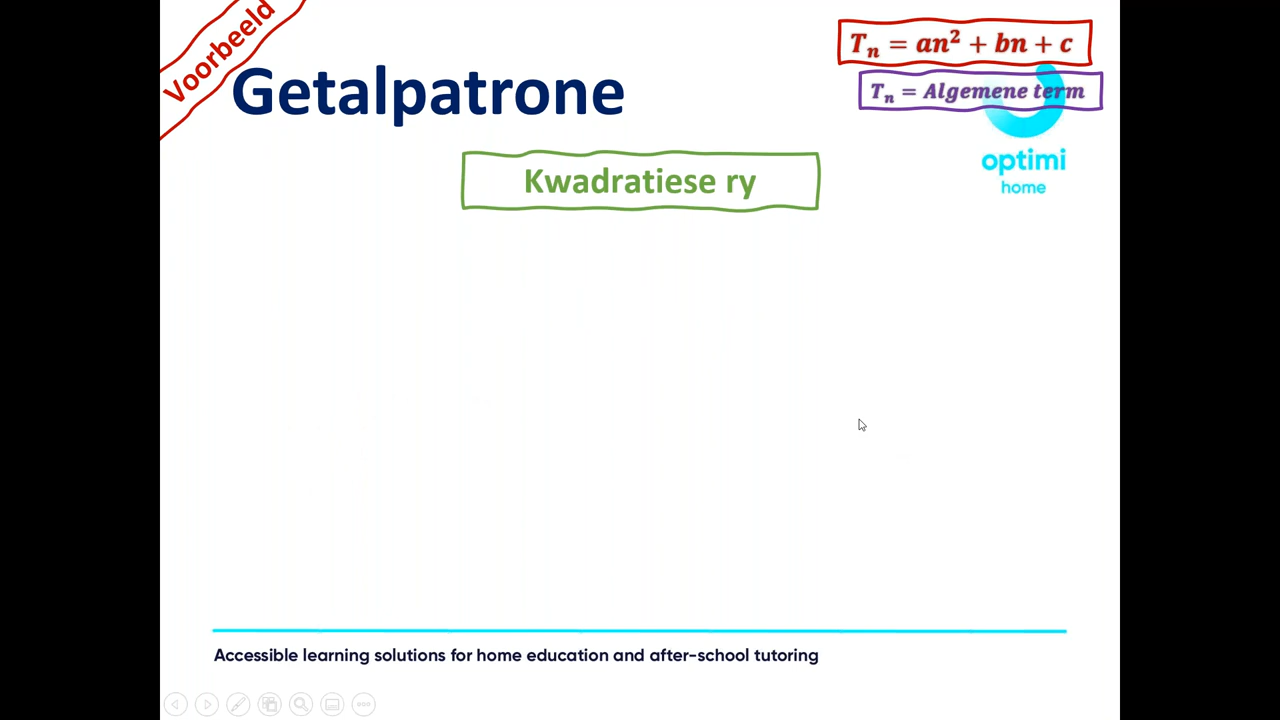 Voorbeeld
Getalpatrone
Tₙ = an² + bn + c
Tₙ = Algemene term
optimi
home
Kwadratiese ry
Accessible learning solutions for home education and after-school tutoring